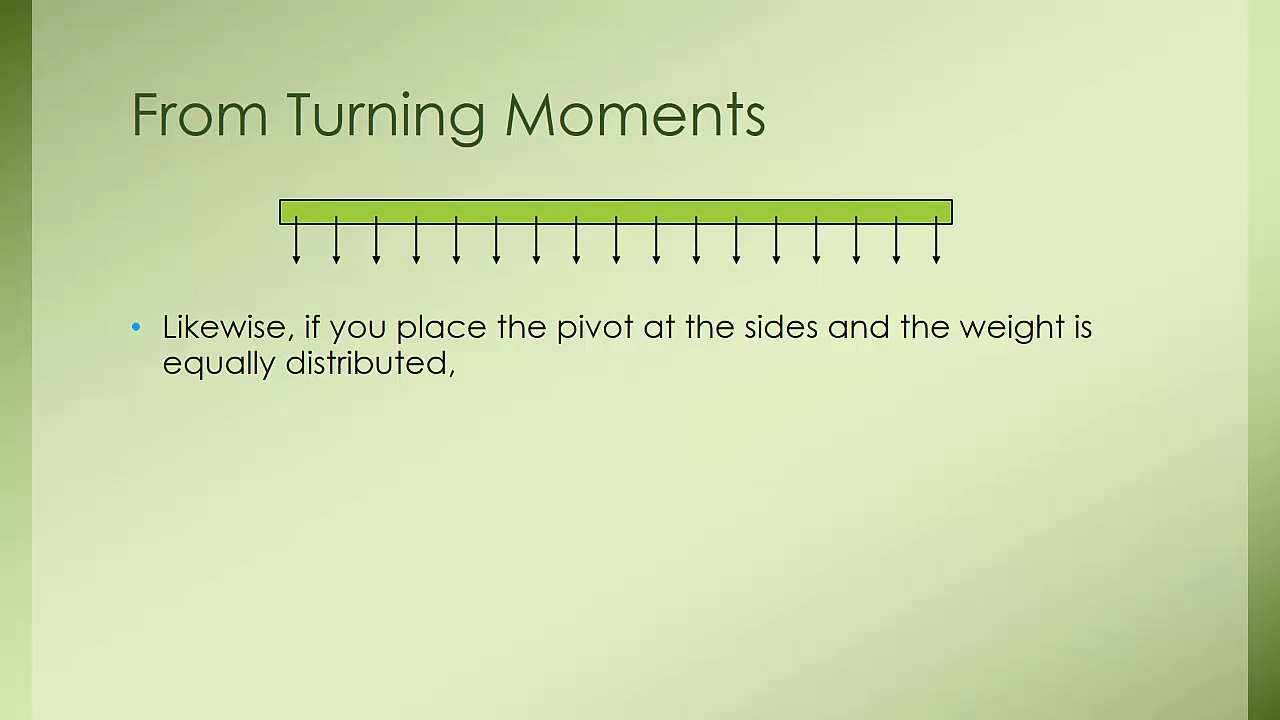 From Turning Moments
• Likewise, if you place the pivot at the sides and the weight is
equally distributed,